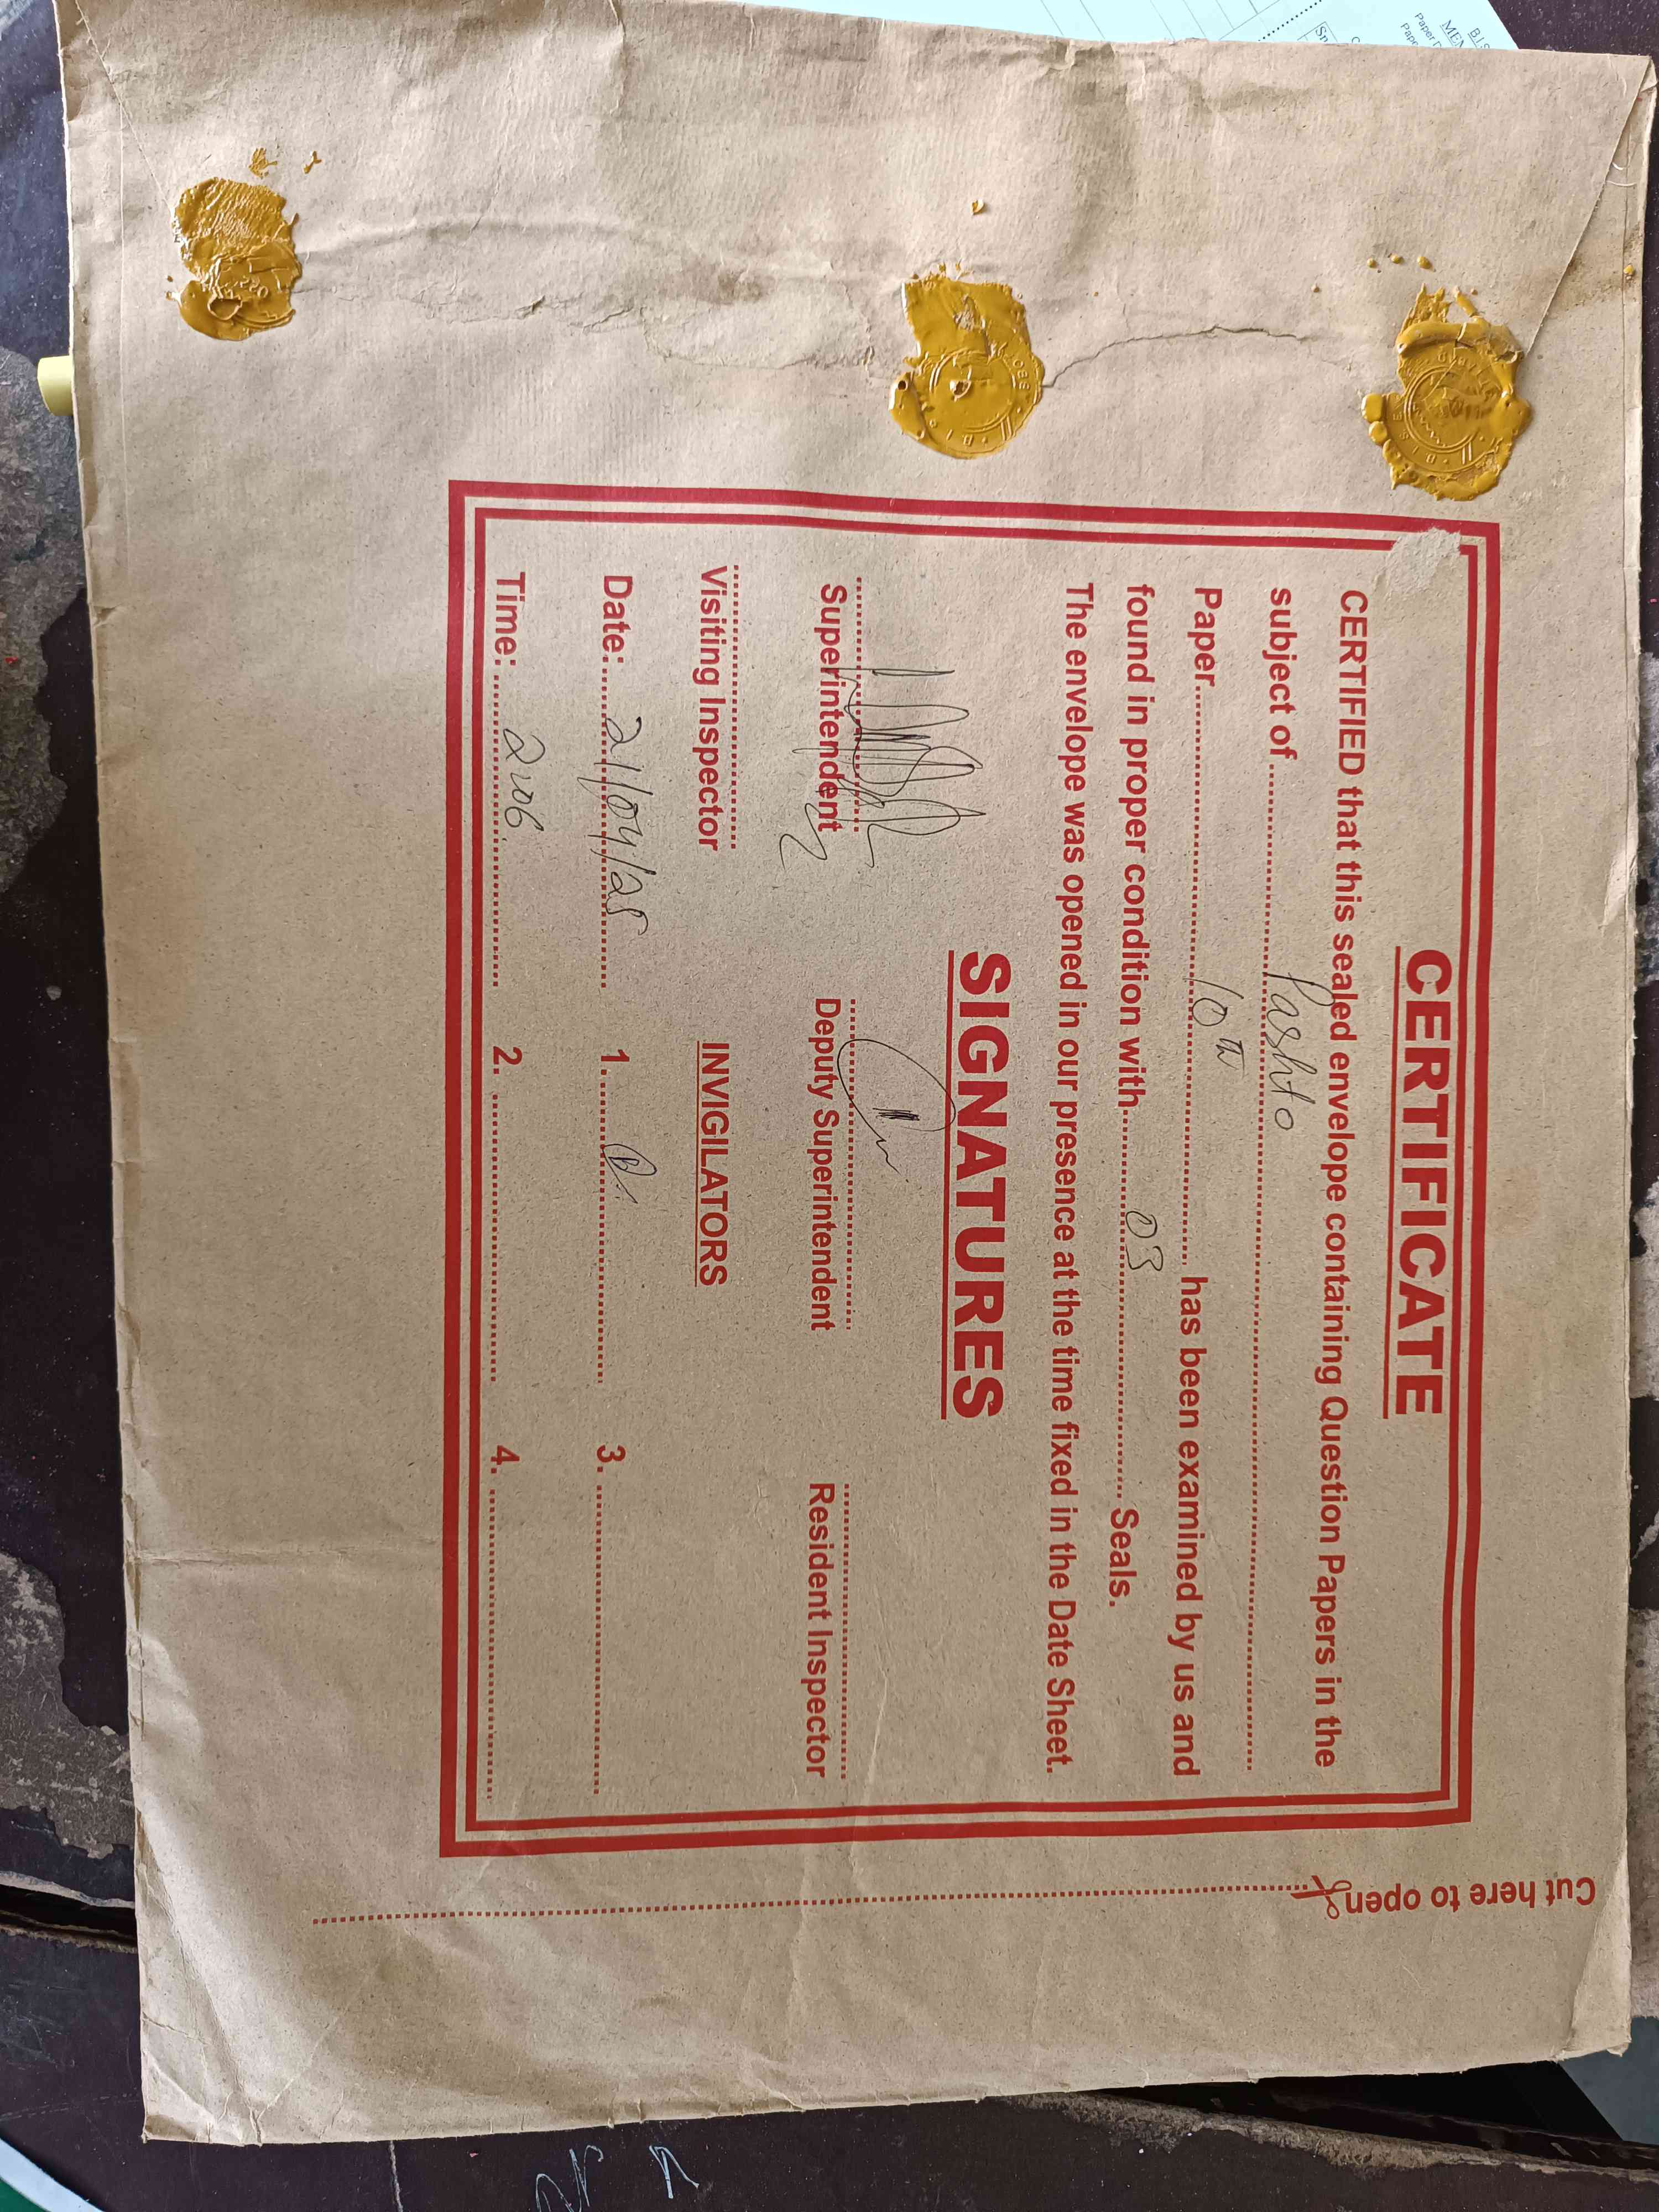 CERTIFICATE
CERTIFIED that this sealed envelope containing Question Papers in the
subject of Pashto
Paper 10th has been examined by us and
found in proper condition with 03 Seals.
The envelope was opened in our presence at the time fixed in the Date Sheet.
SIGNATURES
Superintendent Deputy Superintendent Resident Inspector
Visiting Inspector INVIGILATORS
Date: 21/04/25 1. 3.
Time: 2:06 2. 4.
Cut here to open